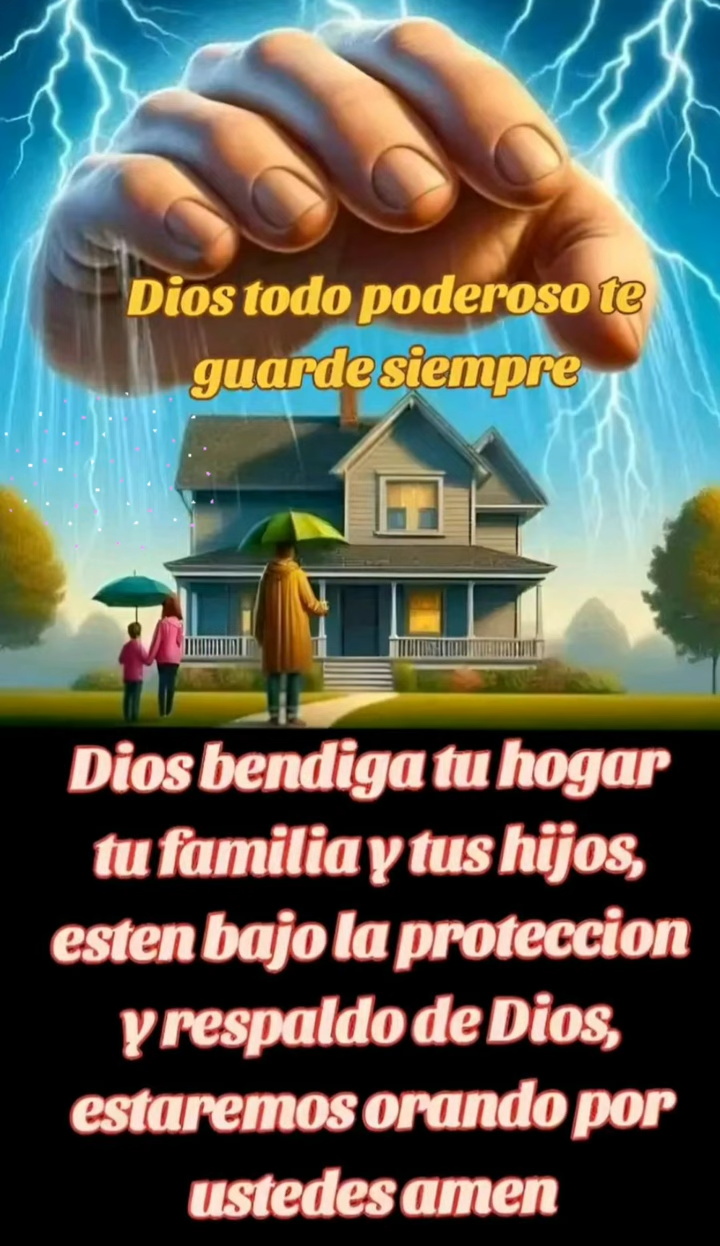 Dios todo poderoso te
guarde siempre
Dios bendiga tu hogar
tu familia y tus hijos,
esten bajo la proteccion
y respaldo de Dios,
estaremos orando por
ustedes amen